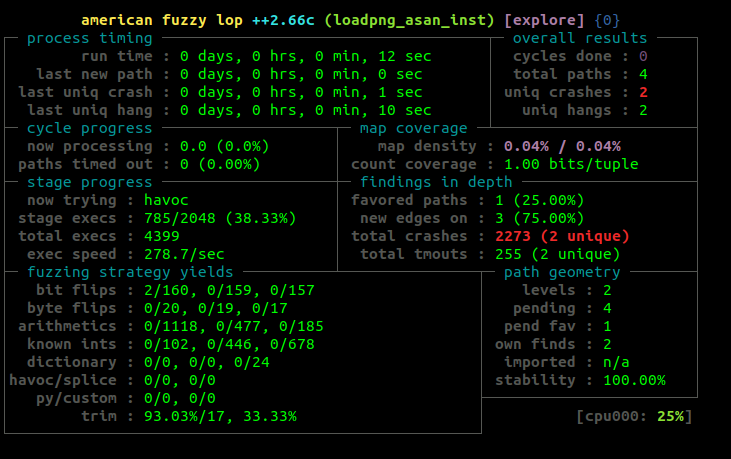 american fuzzy lop ++2.66c (loadpng_asan_inst) [explore] {0}
process timing overall results
run time : 0 days, 0 hrs, 0 min, 12 sec cycles done : 0
last new path : 0 days, 0 hrs, 0 min, 0 sec total paths : 4
last uniq crash : 0 days, 0 hrs, 0 min, 1 sec uniq crashes : 2
last uniq hang : 0 days, 0 hrs, 0 min, 10 sec uniq hangs : 2
cycle progress map coverage
now processing : 0.0 (0.0%) map density : 0.04% / 0.04%
paths timed out : 0 (0.00%) count coverage : 1.00 bits/tuple
stage progress findings in depth
now trying : havoc favored paths : 1 (25.00%)
stage execs : 785/2048 (38.33%) new edges on : 3 (75.00%)
total execs : 4399 total crashes : 2273 (2 unique)
exec speed : 278.7/sec total tmouts : 255 (2 unique)
fuzzing strategy yields path geometry
bit flips : 2/160, 0/159, 0/157 levels : 2
byte flips : 0/20, 0/19, 0/17 pending : 4
arithmetics : 0/1118, 0/477, 0/185 pend fav : 1
known ints : 0/102, 0/446, 0/678 own finds : 2
dictionary : 0/0, 0/0, 0/24 imported : n/a
havoc/splice : 0/0, 0/0 stability : 100.00%
py/custom : 0/0, 0/0
trim : 93.03%/17, 33.33% [cpu000: 25%]